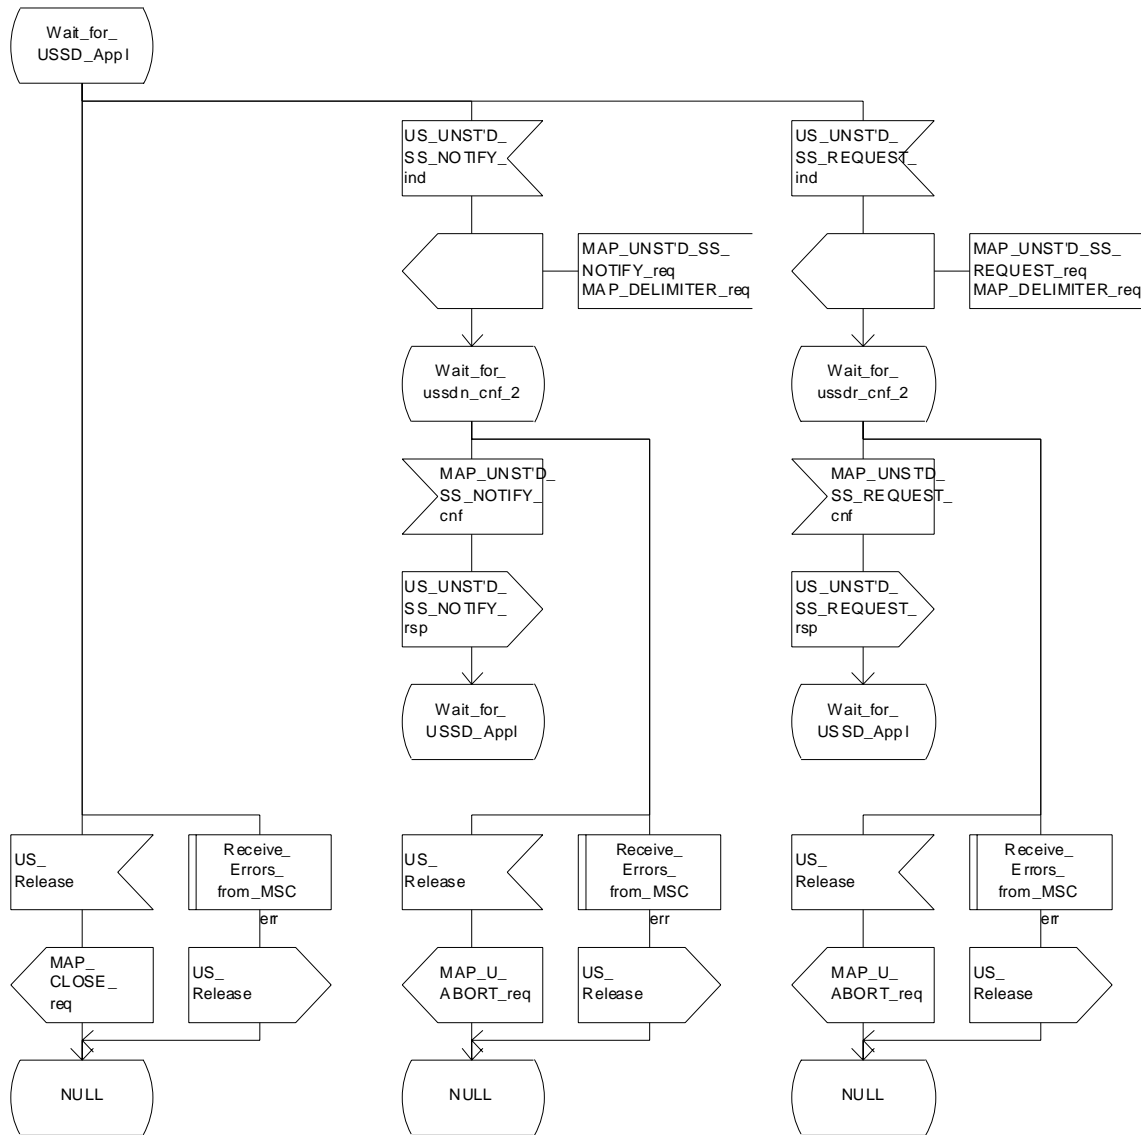 Wait_for_
USSD_Appl
US_UNST'D_
SS_NOTIFY_
ind
US_UNST'D_
SS_REQUEST_
ind
MAP_UNST'D_SS_
NOTIFY_req
MAP_DELIMITER_req
MAP_UNST'D_SS_
REQUEST_req
MAP_DELIMITER_req
Wait_for_
ussdn_cnf_2
Wait_for_
ussdr_cnf_2
MAP_UNST'D_
SS_NOTIFY_
cnf
MAP_UNST'D_
SS_REQUEST_
cnf
US_UNST'D_
SS_NOTIFY_
rsp
US_UNST'D_
SS_REQUEST_
rsp
Wait_for_
USSD_Appl
Wait_for_
USSD_Appl
US_
Release
Receive_
Errors_
from_MSC
err
US_
Release
Receive_
Errors_
from_MSC
err
US_
Release
Receive_
Errors_
from_MSC
err
MAP_
CLOSE_
req
US_
Release
MAP_U_
ABORT_req
US_
Release
MAP_U_
ABORT_req
US_
Release
NULL
NULL
NULL